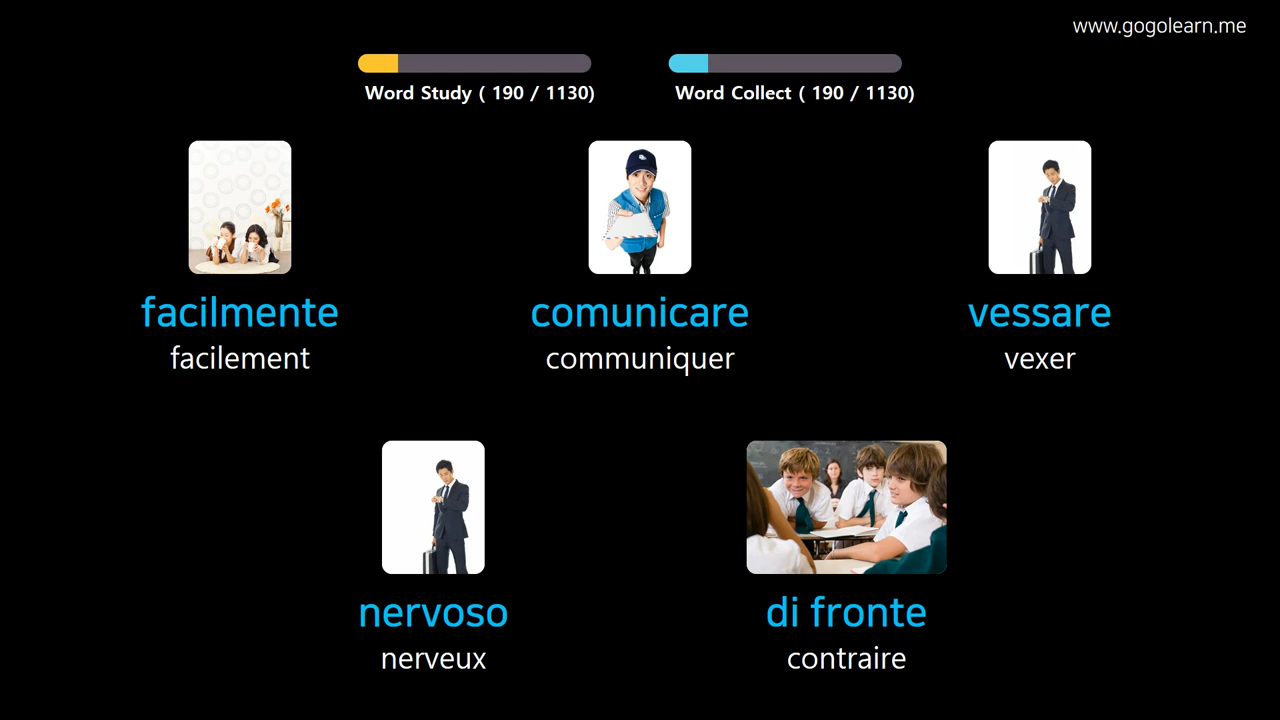 www.gogolearn.me
Word Study ( 190 / 1130)
Word Collect ( 190 / 1130)
facilmente
facilement
comunicare
communiquer
vessare
vexer
nervoso
nerveux
di fronte
contraire